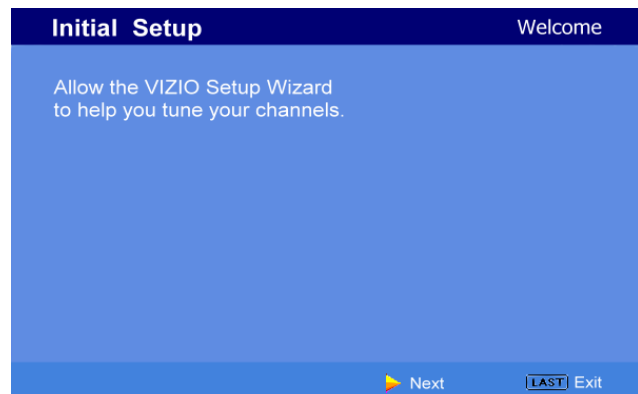 Initial Setup Welcome
Allow the VIZIO Setup Wizard
to help you tune your channels.
Next LAST Exit